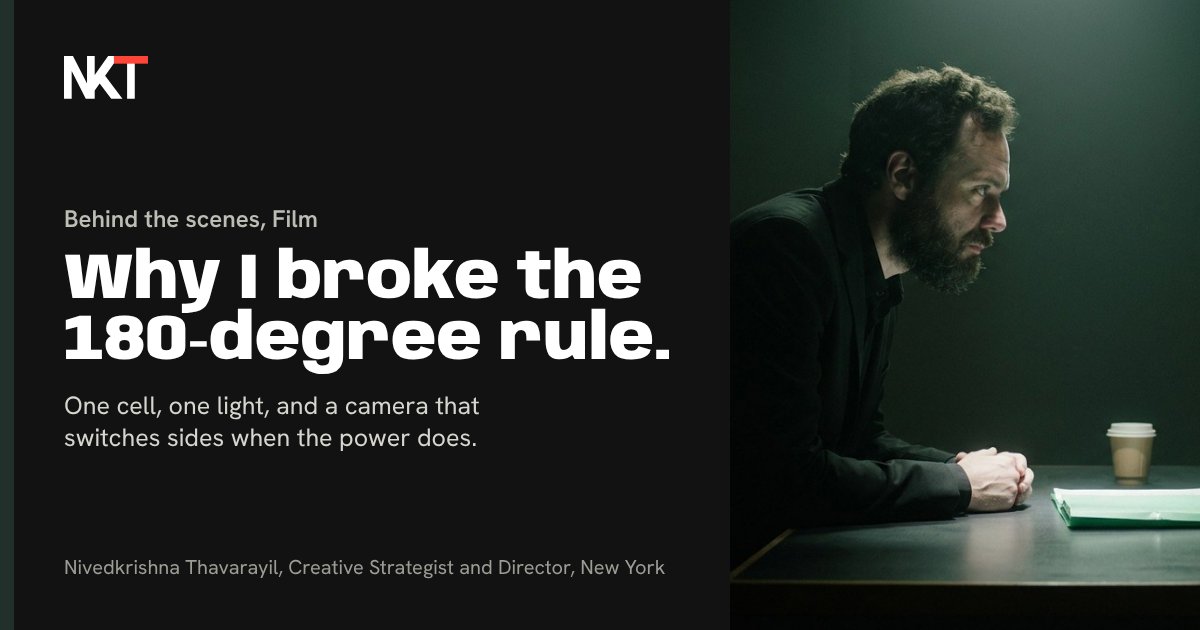 NKT
Behind the scenes, Film
Why I broke the
180-degree rule.
One cell, one light, and a camera that
switches sides when the power does.
Nivedkrishna Thavarayil, Creative Strategist and Director, New York